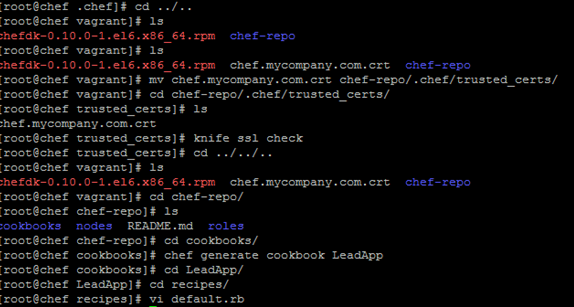 [root@chef .chef]# cd ../..
[root@chef vagrant]# ls
chefdk-0.10.0-1.el6.x86_64.rpm  chef-repo
[root@chef vagrant]# ls
chefdk-0.10.0-1.el6.x86_64.rpm  chef.mycompany.com.crt  chef-repo
[root@chef vagrant]# mv chef.mycompany.com.crt chef-repo/.chef/trusted_certs/
[root@chef vagrant]# cd chef-repo/.chef/trusted_certs/
[root@chef trusted_certs]# ls
chef.mycompany.com.crt
[root@chef trusted_certs]# knife ssl check
[root@chef trusted_certs]# cd ../../..
[root@chef vagrant]# ls
chefdk-0.10.0-1.el6.x86_64.rpm  chef.mycompany.com.crt  chef-repo
[root@chef vagrant]# cd chef-repo/
[root@chef chef-repo]# ls
cookbooks  nodes  README.md  roles
[root@chef chef-repo]# cd cookbooks/
[root@chef cookbooks]# chef generate cookbook LeadApp
[root@chef cookbooks]# cd LeadApp/
[root@chef LeadApp]# cd recipes/
[root@chef recipes]# vi default.rb